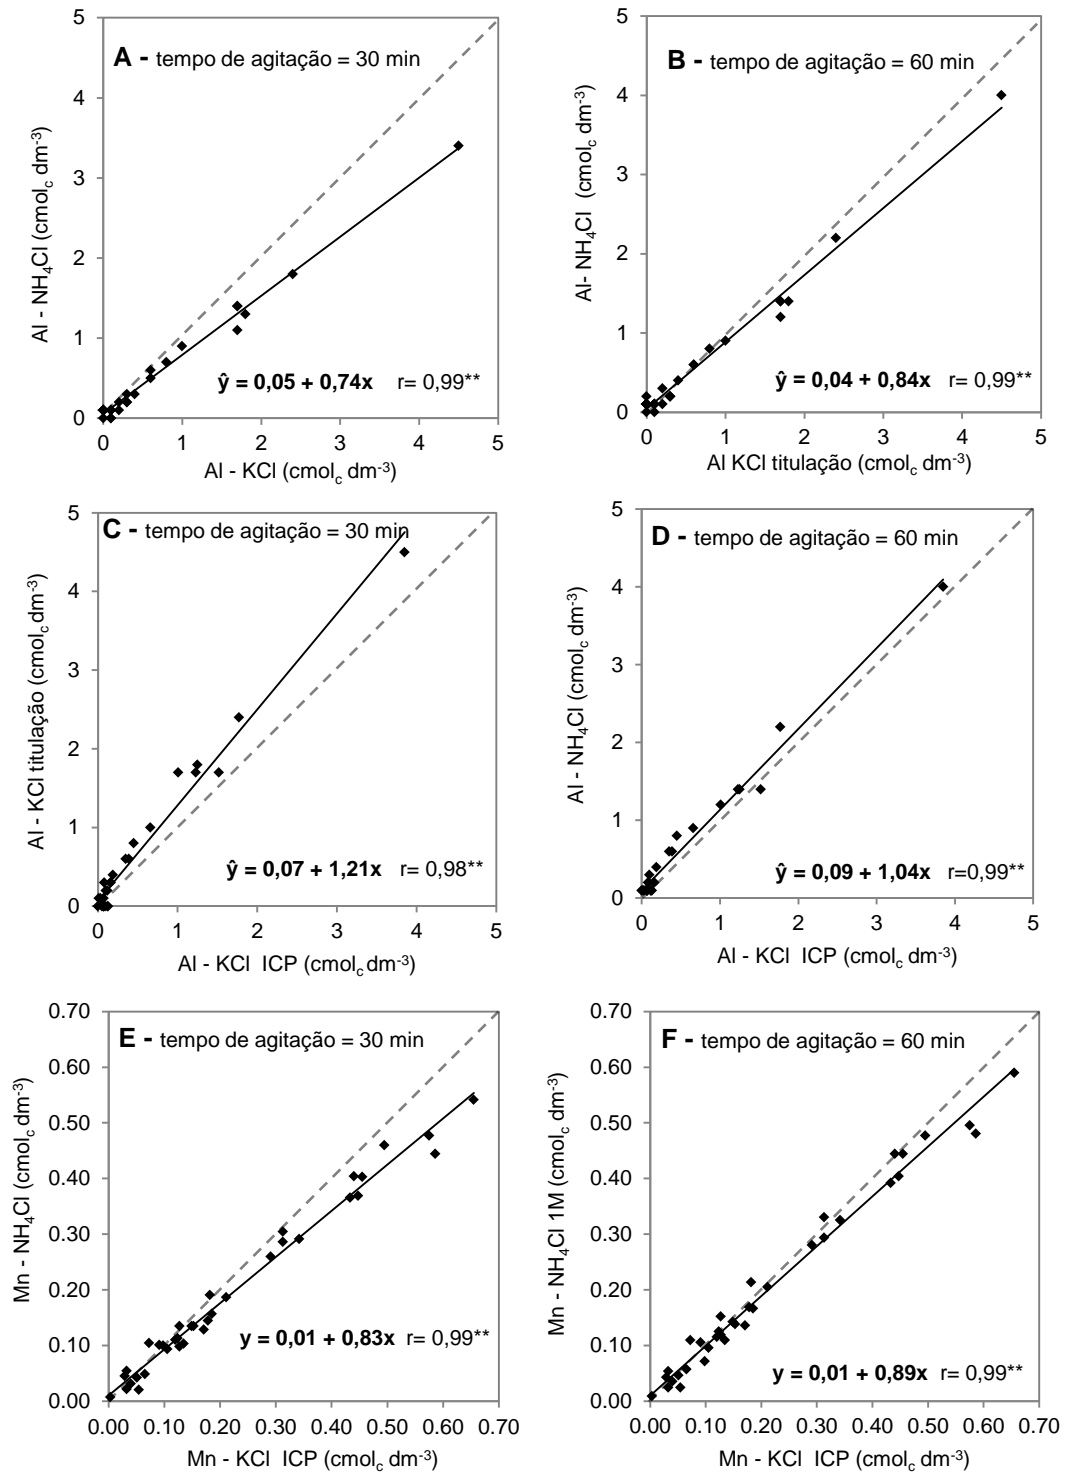 A - tempo de agitação = 30 min
Al - NH₄Cl (cmol꜀ dm⁻³)
5
4
3
2
1
0
ŷ = 0,05 + 0,74x r= 0,99**
0 1 2 3 4 5
Al - KCl (cmol꜀ dm⁻³)
B - tempo de agitação = 60 min
Al- NH₄Cl (cmol꜀ dm⁻³)
5
4
3
2
1
0
ŷ = 0,04 + 0,84x r= 0,99**
0 1 2 3 4 5
Al KCl titulação (cmol꜀ dm⁻³)
C - tempo de agitação = 30 min
Al - KCl titulação (cmol꜀ dm⁻³)
5
4
3
2
1
0
ŷ = 0,07 + 1,21x r= 0,98**
0 1 2 3 4 5
Al - KCl ICP (cmol꜀ dm⁻³)
D - tempo de agitação = 60 min
Al - NH₄Cl (cmol꜀ dm⁻³)
5
4
3
2
1
0
ŷ = 0,09 + 1,04x r=0,99**
0 1 2 3 4 5
Al - KCl ICP (cmol꜀ dm⁻³)
E - tempo de agitação = 30 min
Mn - NH₄Cl (cmol꜀ dm⁻³)
0.70
0.60
0.50
0.40
0.30
0.20
0.10
0.00
y = 0,01 + 0,83x r= 0,99**
0.00 0.10 0.20 0.30 0.40 0.50 0.60 0.70
Mn - KCl ICP (cmol꜀ dm⁻³)
F - tempo de agitação = 60 min
Mn - NH₄Cl 1M (cmol꜀ dm⁻³)
0.70
0.60
0.50
0.40
0.30
0.20
0.10
0.00
y = 0,01 + 0,89x r= 0,99**
0.00 0.10 0.20 0.30 0.40 0.50 0.60 0.70
Mn - KCl ICP (cmol꜀ dm⁻³)